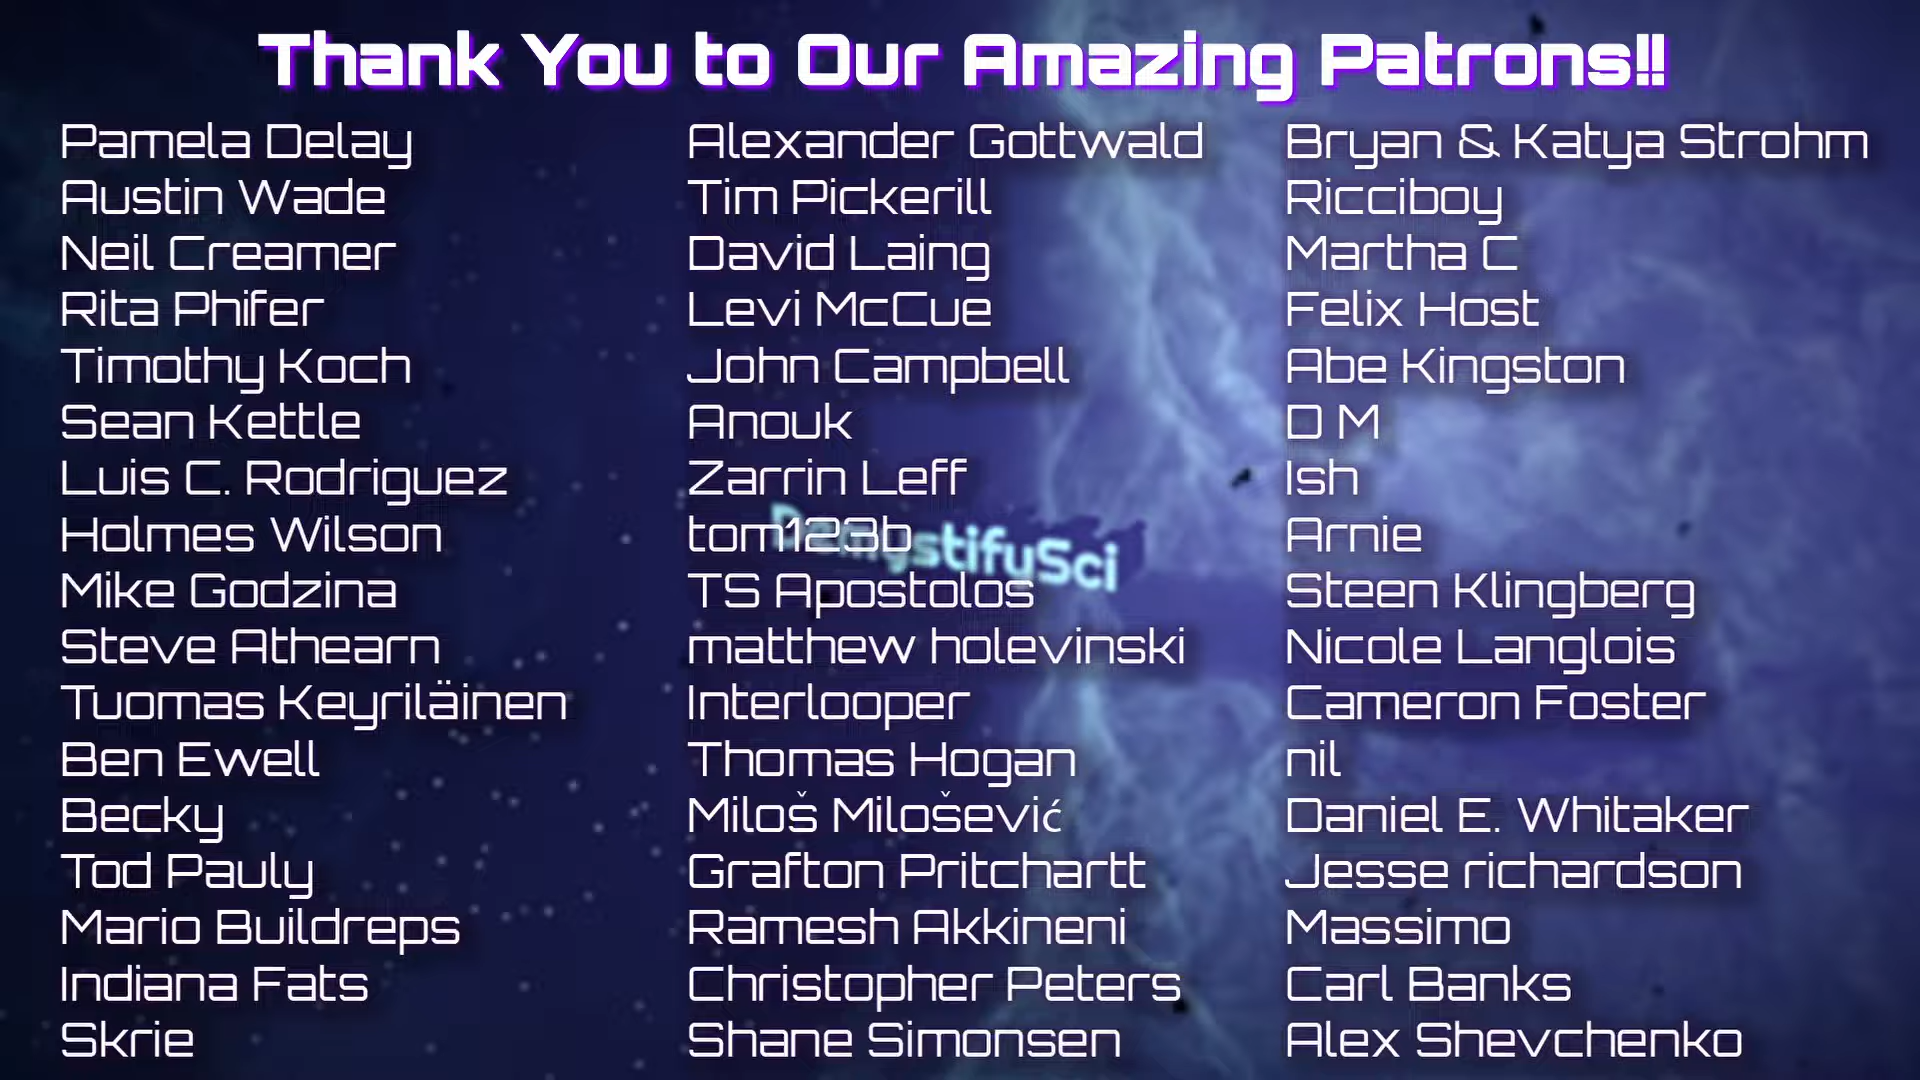 Thank You to Our Amazing Patrons!!
Pamela Delay
Austin Wade
Neil Creamer
Rita Phifer
Timothy Koch
Sean Kettle
Luis C. Rodriguez
Holmes Wilson
Mike Godzina
Steve Athearn
Tuomas Keyriläinen
Ben Ewell
Becky
Tod Pauly
Mario Buildreps
Indiana Fats
Skrie
Alexander Gottwald
Tim Pickerill
David Laing
Levi McCue
John Campbell
Anouk
Zarrin Leff
tom123b
DemystifySci
TS Apostolos
matthew holevinski
Interlooper
Thomas Hogan
Miloš Milošević
Grafton Pritchartt
Ramesh Akkineni
Christopher Peters
Shane Simonsen
Bryan & Katya Strohm
Ricciboy
Martha C
Felix Host
Abe Kingston
D M
Ish
Arnie
Steen Klingberg
Nicole Langlois
Cameron Foster
nil
Daniel E. Whitaker
Jesse richardson
Massimo
Carl Banks
Alex Shevchenko